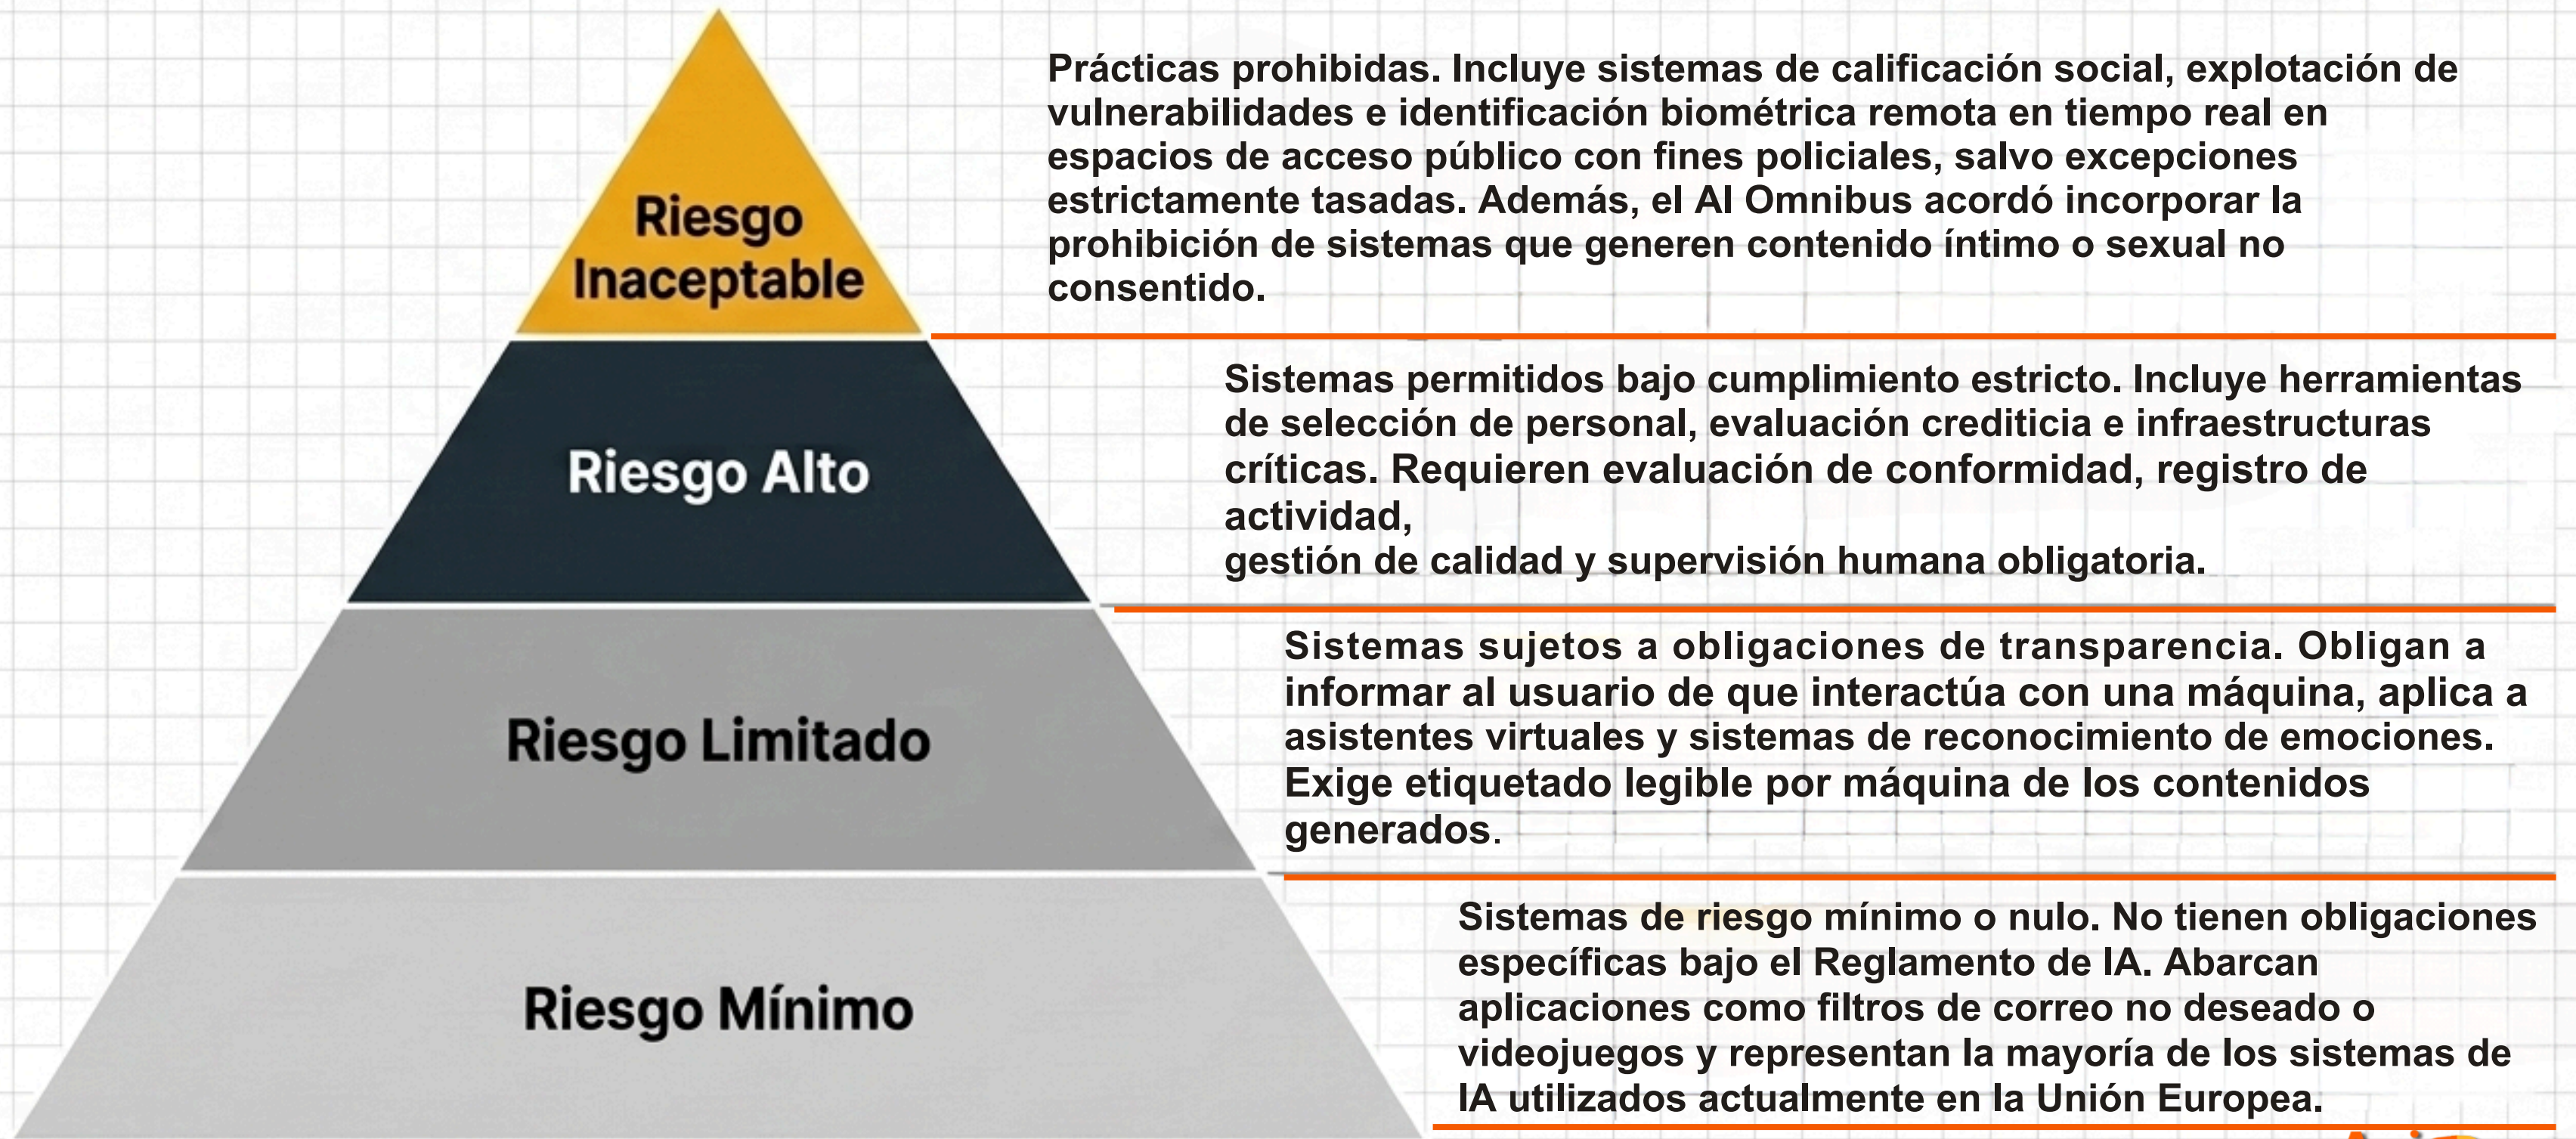 Riesgo
Inaceptable
Prácticas prohibidas. Incluye sistemas de calificación social, explotación de
vulnerabilidades e identificación biométrica remota en tiempo real en
espacios de acceso público con fines policiales, salvo excepciones
estrictamente tasadas. Además, el AI Omnibus acordó incorporar la
prohibición de sistemas que generen contenido íntimo o sexual no
consentido.
Riesgo Alto
Sistemas permitidos bajo cumplimiento estricto. Incluye herramientas
de selección de personal, evaluación crediticia e infraestructuras
críticas. Requieren evaluación de conformidad, registro de
actividad,
gestión de calidad y supervisión humana obligatoria.
Riesgo Limitado
Sistemas sujetos a obligaciones de transparencia. Obligan a
informar al usuario de que interactúa con una máquina, aplica a
asistentes virtuales y sistemas de reconocimiento de emociones.
Exige etiquetado legible por máquina de los contenidos
generados.
Riesgo Mínimo
Sistemas de riesgo mínimo o nulo. No tienen obligaciones
específicas bajo el Reglamento de IA. Abarcan
aplicaciones como filtros de correo no deseado o
videojuegos y representan la mayoría de los sistemas de
IA utilizados actualmente en la Unión Europea.